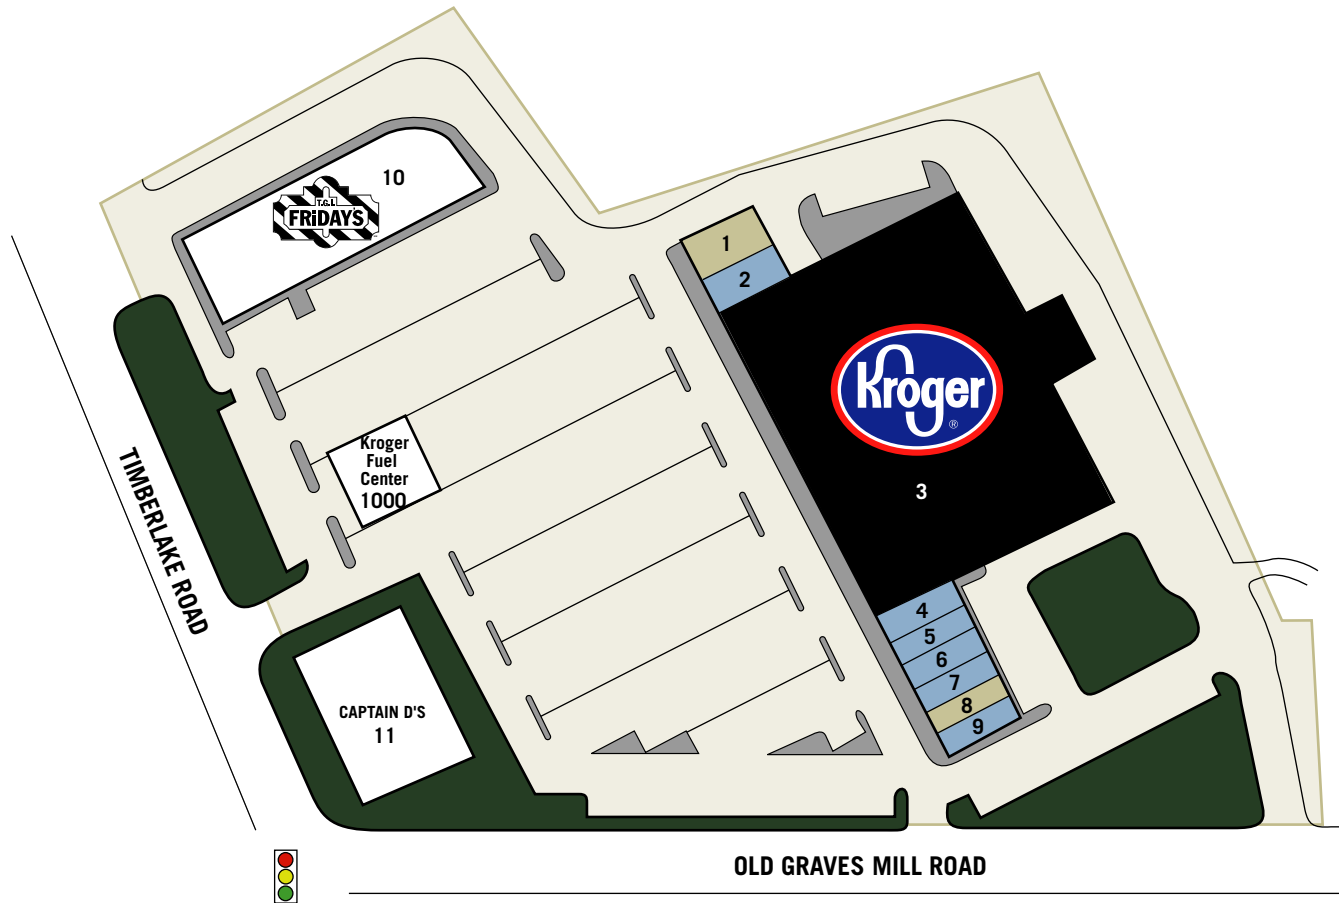 10
T.G.I.
FRiDAY'S
1
2
Kroger
®
3
Kroger
Fuel
Center
1000
TIMBERLAKE ROAD
4
5
6
7
8
9
CAPTAIN D'S
11
OLD GRAVES MILL ROAD